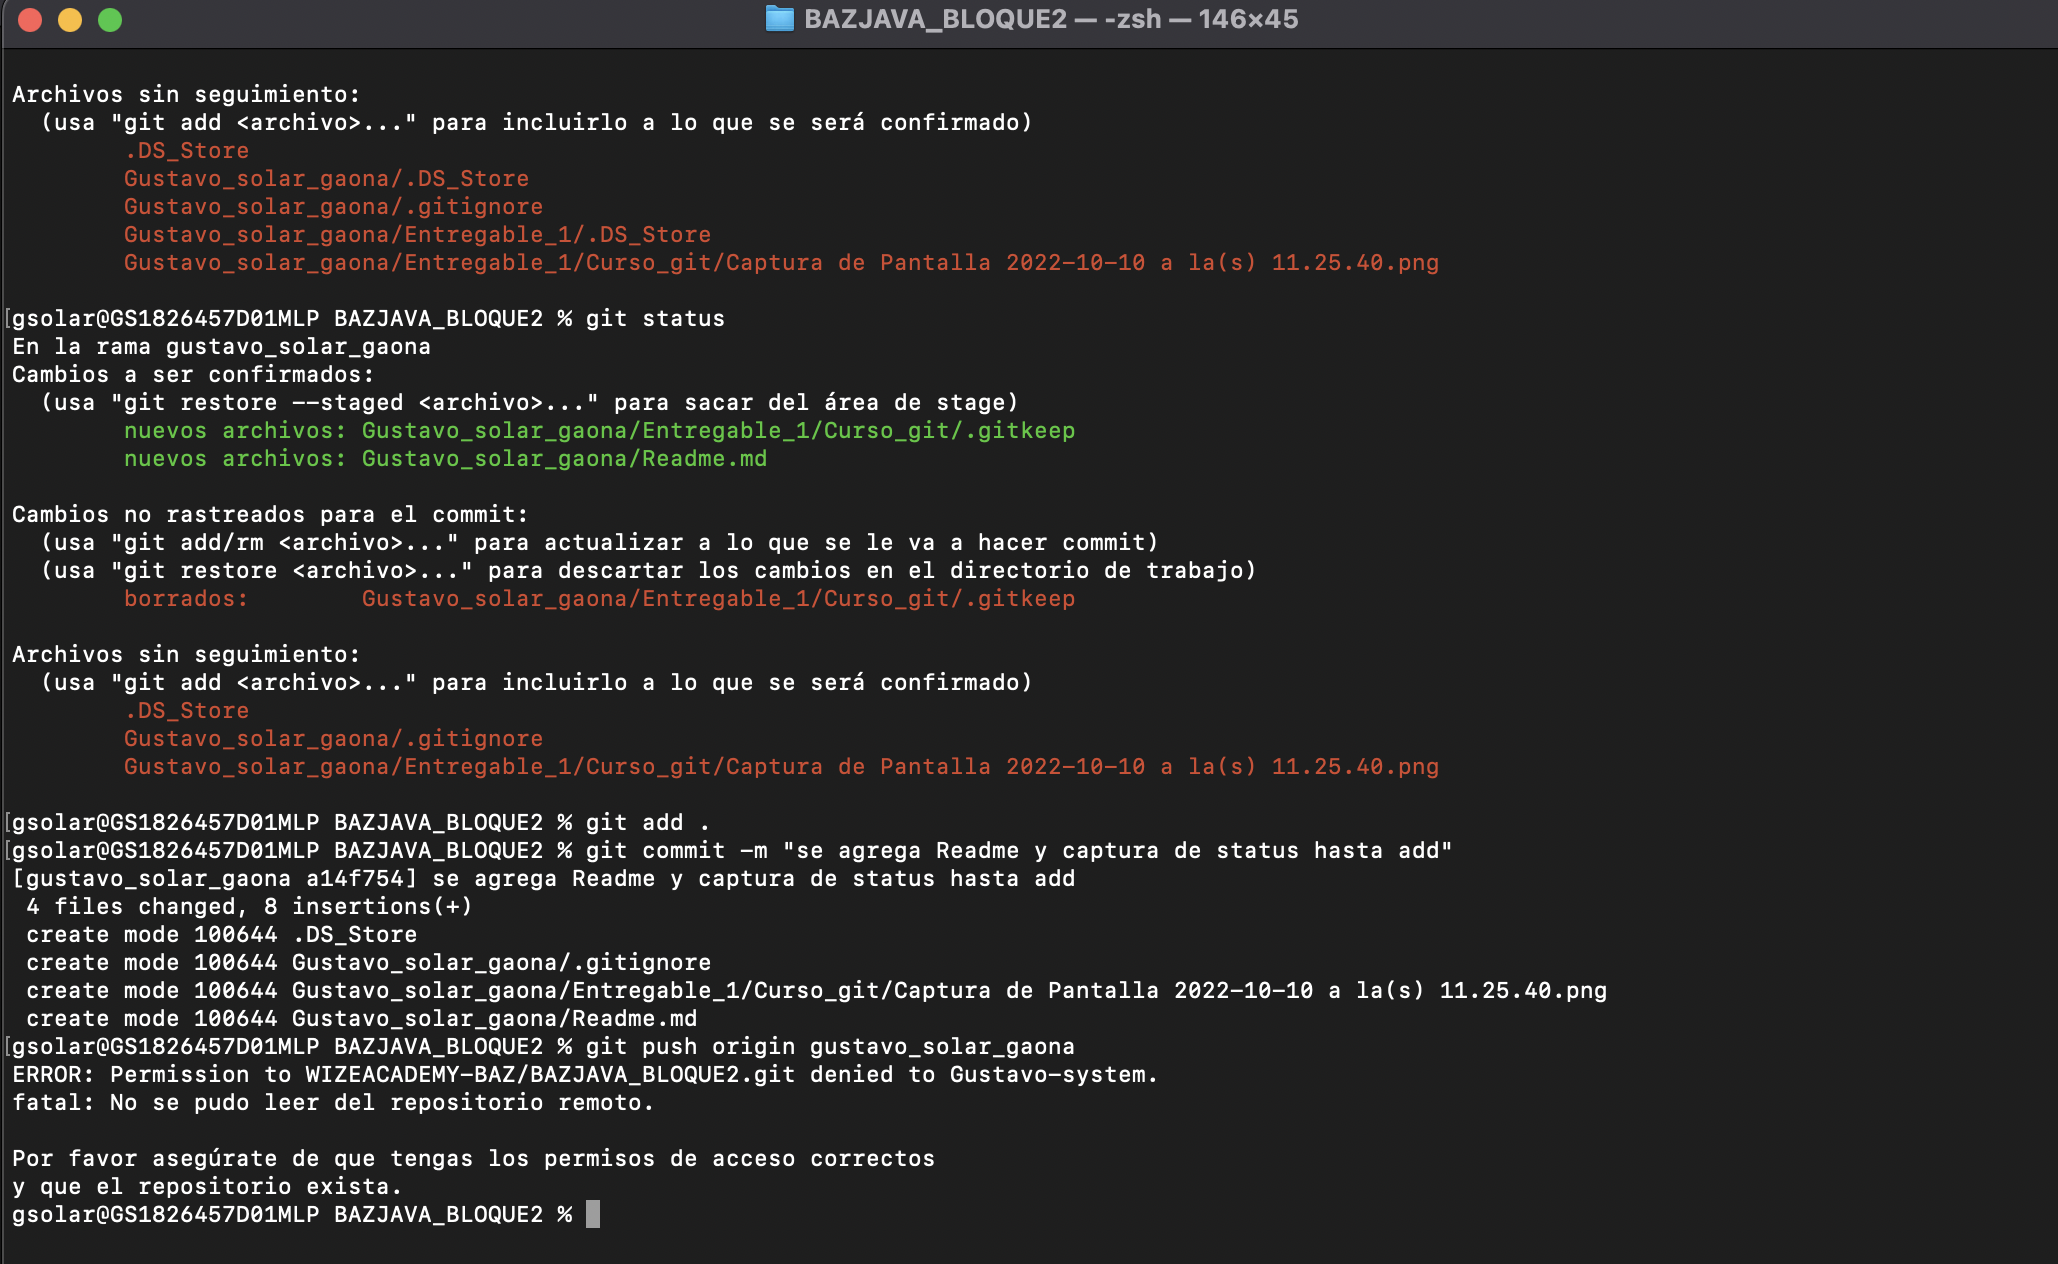 BAZJAVA_BLOQUE2 — -zsh — 146×45
Archivos sin seguimiento:
  (usa "git add <archivo>..." para incluirlo a lo que se será confirmado)
        .DS_Store
        Gustavo_solar_gaona/.DS_Store
        Gustavo_solar_gaona/.gitignore
        Gustavo_solar_gaona/Entregable_1/.DS_Store
        Gustavo_solar_gaona/Entregable_1/Curso_git/Captura de Pantalla 2022-10-10 a la(s) 11.25.40.png
[gsolar@GS1826457D01MLP BAZJAVA_BLOQUE2 % git status
En la rama gustavo_solar_gaona
Cambios a ser confirmados:
  (usa "git restore --staged <archivo>..." para sacar del área de stage)
        nuevos archivos: Gustavo_solar_gaona/Entregable_1/Curso_git/.gitkeep
        nuevos archivos: Gustavo_solar_gaona/Readme.md
Cambios no rastreados para el commit:
  (usa "git add/rm <archivo>..." para actualizar a lo que se le va a hacer commit)
  (usa "git restore <archivo>..." para descartar los cambios en el directorio de trabajo)
        borrados:        Gustavo_solar_gaona/Entregable_1/Curso_git/.gitkeep
Archivos sin seguimiento:
  (usa "git add <archivo>..." para incluirlo a lo que se será confirmado)
        .DS_Store
        Gustavo_solar_gaona/.gitignore
        Gustavo_solar_gaona/Entregable_1/Curso_git/Captura de Pantalla 2022-10-10 a la(s) 11.25.40.png
[gsolar@GS1826457D01MLP BAZJAVA_BLOQUE2 % git add .
[gsolar@GS1826457D01MLP BAZJAVA_BLOQUE2 % git commit -m "se agrega Readme y captura de status hasta add"
[gustavo_solar_gaona a14f754] se agrega Readme y captura de status hasta add
 4 files changed, 8 insertions(+)
 create mode 100644 .DS_Store
 create mode 100644 Gustavo_solar_gaona/.gitignore
 create mode 100644 Gustavo_solar_gaona/Entregable_1/Curso_git/Captura de Pantalla 2022-10-10 a la(s) 11.25.40.png
 create mode 100644 Gustavo_solar_gaona/Readme.md
[gsolar@GS1826457D01MLP BAZJAVA_BLOQUE2 % git push origin gustavo_solar_gaona
ERROR: Permission to WIZEACADEMY-BAZ/BAZJAVA_BLOQUE2.git denied to Gustavo-system.
fatal: No se pudo leer del repositorio remoto.
Por favor asegúrate de que tengas los permisos de acceso correctos
y que el repositorio exista.
gsolar@GS1826457D01MLP BAZJAVA_BLOQUE2 %